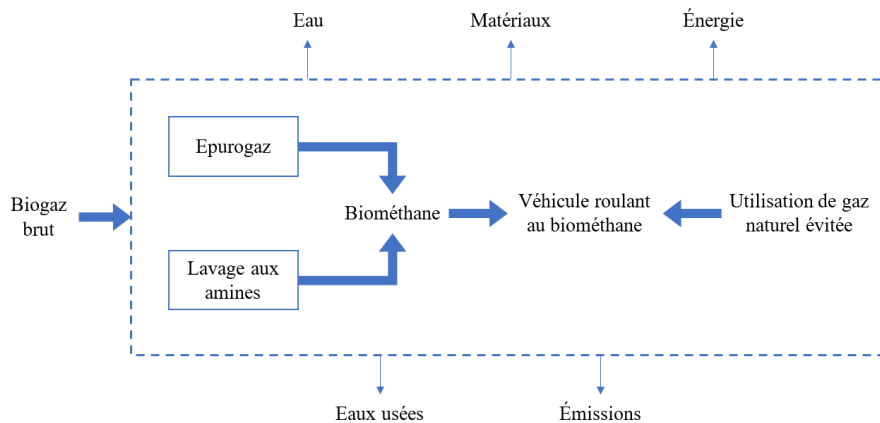 Eau
Matériaux
Énergie
Epurogaz
Biogaz
brut
Biométhane
Véhicule roulant
au biométhane
Utilisation de gaz
naturel évitée
Lavage aux
amines
Eaux usées
Émissions